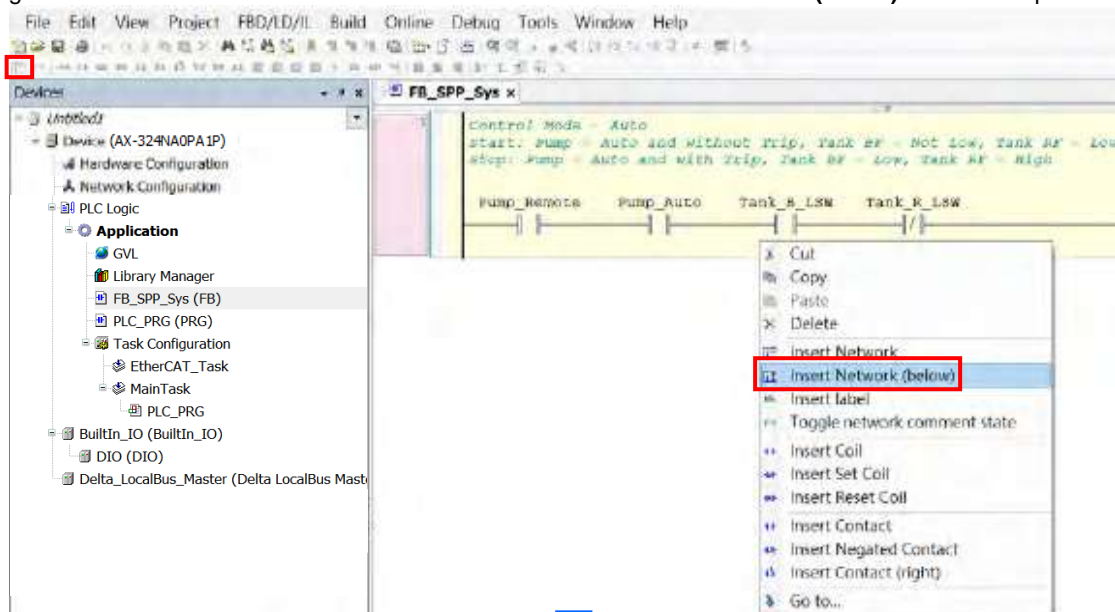 (below)
File Edit View Project FBD/LD/IL Build Online Debug Tools Window Help
Devices
FB_SPP_Sys ×
Untitled1
Device (AX-324NA0PA1P)
Hardware Configuration
Network Configuration
PLC Logic
Application
GVL
Library Manager
FB_SPP_Sys (FB)
PLC_PRG (PRG)
Task Configuration
EtherCAT_Task
MainTask
PLC_PRG
BuiltIn_IO (BuiltIn_IO)
DIO (DIO)
Delta_LocalBus_Master (Delta LocalBus Mast
1
Control Mode - Auto
Start: Pump - Auto and without Trip, Tank BF - Not Low, Tank RF - Low
Stop: Pump - Auto and with Trip, Tank BF - Low, Tank RF - High
Pump_Remote Pump_Auto Tank_B_LSW Tank_R_LSW
Cut
Copy
Paste
Delete
Insert Network
Insert Network (below)
Insert label
Toggle network comment state
Insert Coil
Insert Set Coil
Insert Reset Coil
Insert Contact
Insert Negated Contact
Insert Contact (right)
Go to...